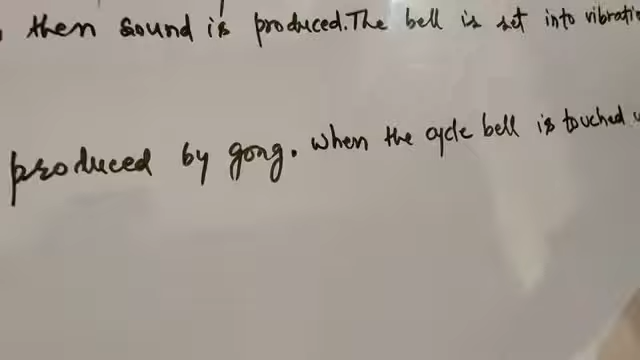 then sound is produced. The bell is set into vibratio
produced by gong. When the cycle bell is touched